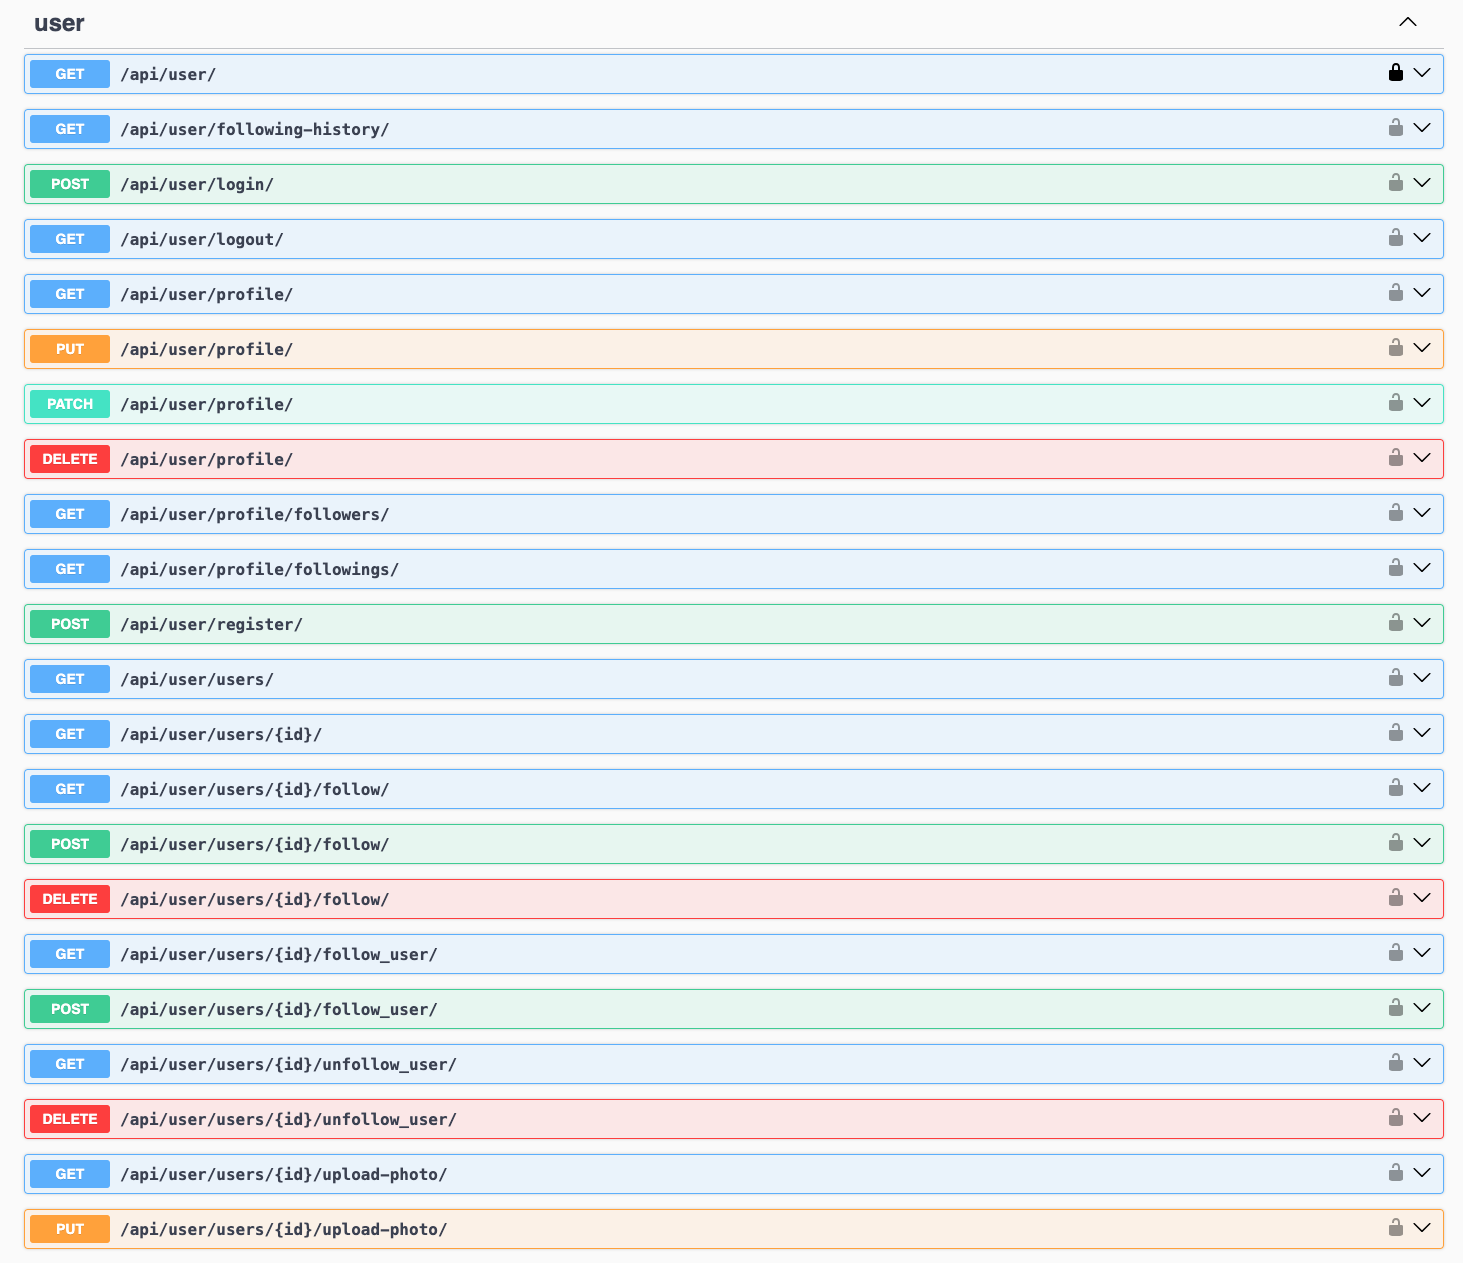 user
GET /api/user/
GET /api/user/following-history/
POST /api/user/login/
GET /api/user/logout/
GET /api/user/profile/
PUT /api/user/profile/
PATCH /api/user/profile/
DELETE /api/user/profile/
GET /api/user/profile/followers/
GET /api/user/profile/followings/
POST /api/user/register/
GET /api/user/users/
GET /api/user/users/{id}/
GET /api/user/users/{id}/follow/
POST /api/user/users/{id}/follow/
DELETE /api/user/users/{id}/follow/
GET /api/user/users/{id}/follow_user/
POST /api/user/users/{id}/follow_user/
GET /api/user/users/{id}/unfollow_user/
DELETE /api/user/users/{id}/unfollow_user/
GET /api/user/users/{id}/upload-photo/
PUT /api/user/users/{id}/upload-photo/